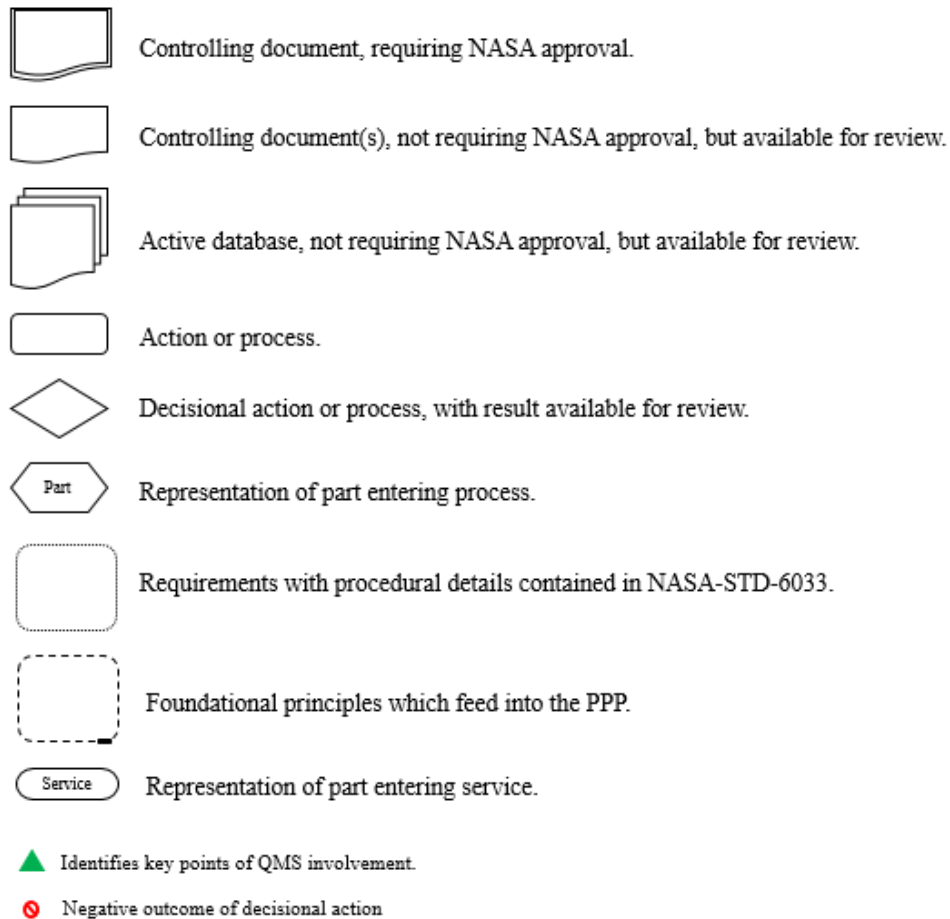 Controlling document, requiring NASA approval.
Controlling document(s), not requiring NASA approval, but available for review.
Active database, not requiring NASA approval, but available for review.
Action or process.
Decisional action or process, with result available for review.
Part
Representation of part entering process.
Requirements with procedural details contained in NASA-STD-6033.
Foundational principles which feed into the PPP.
Service
Representation of part entering service.
Identifies key points of QMS involvement.
Negative outcome of decisional action